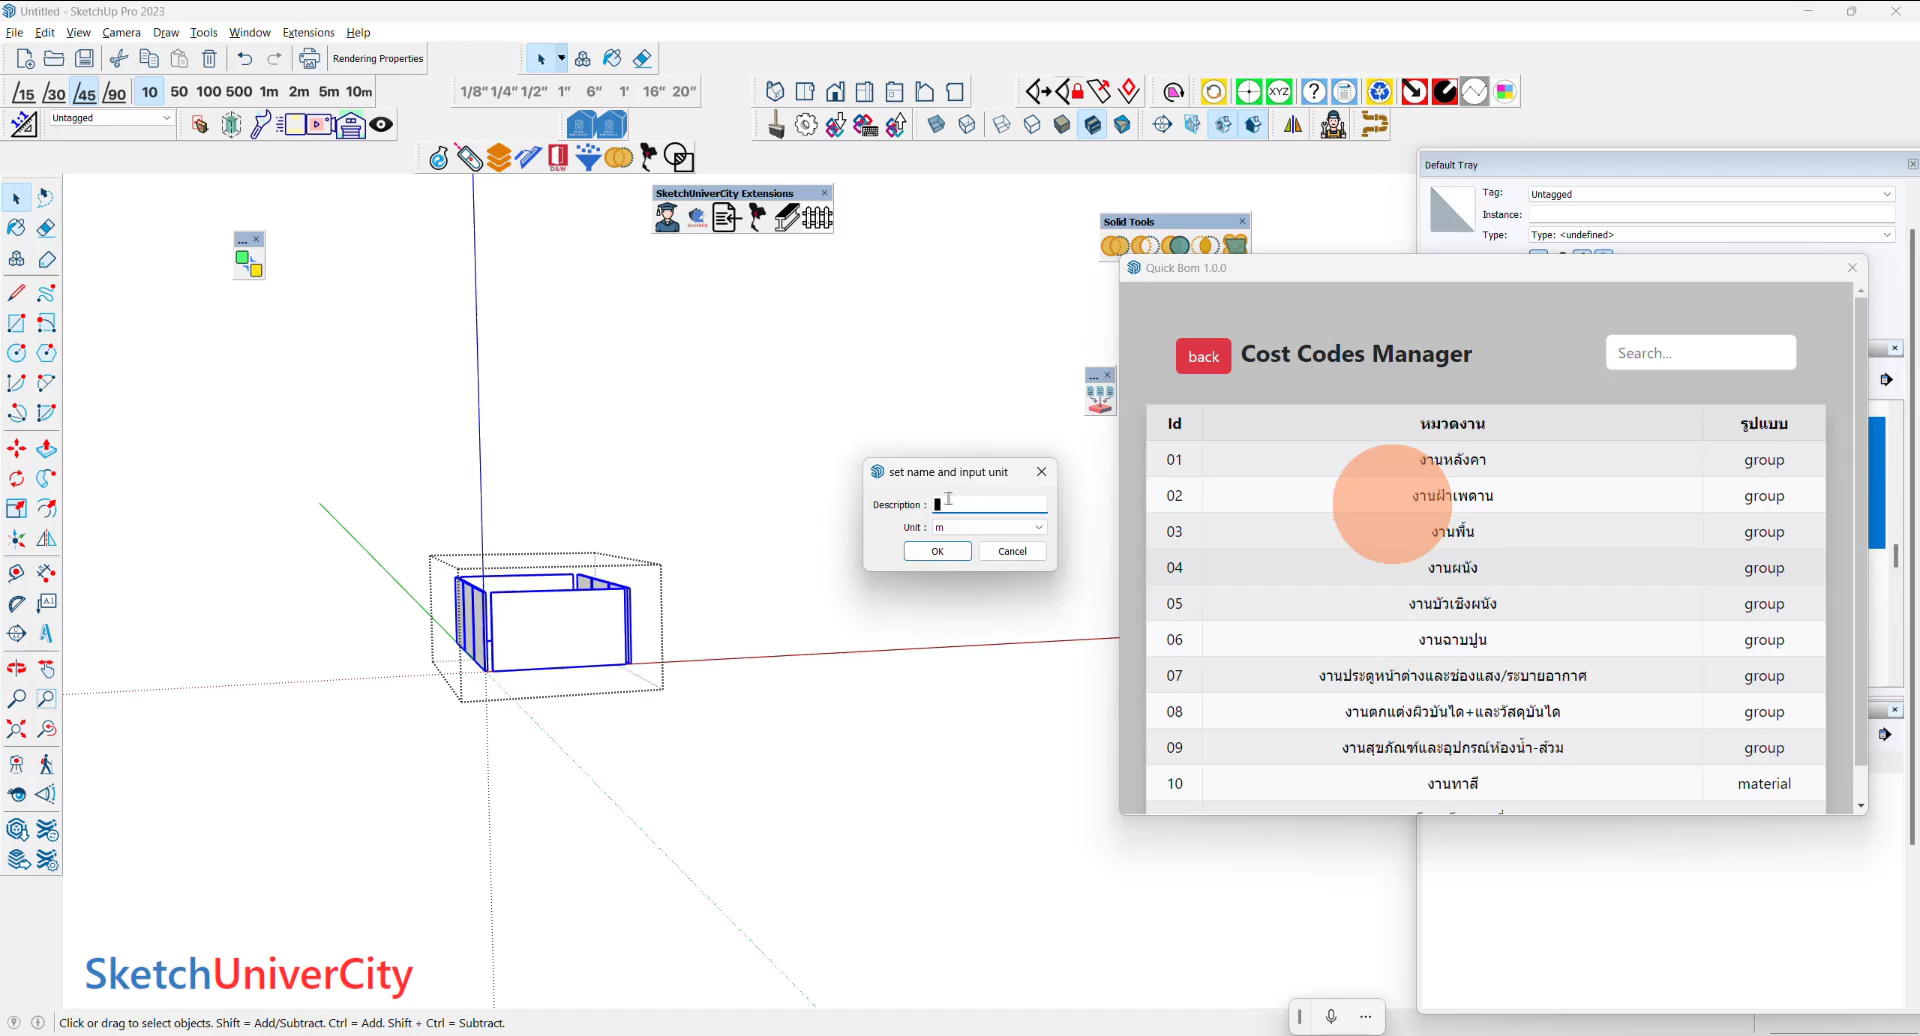 Untitled - SketchUp Pro 2023
File Edit View Camera Draw Tools Window Extensions Help
Rendering Properties
/15 /30 /45 /90 10 50 100 500 1m 2m 5m 10m
1/8" 1/4" 1/2" 1" 6" 1' 16" 20"
XYZ
Untagged
D&W
Default Tray
SketchUniverCity Extensions
Tag: Untagged
Instance:
Type: Type: <undefined>
Solid Tools
...
Quick Bom 1.0.0
back Cost Codes Manager
Search...
...
Id หมวดงาน รูปแบบ
01 งานหลังคา group
02 งานฝ้าเพดาน group
03 งานพื้น group
04 งานผนัง group
05 งานบัวเชิงผนัง group
06 งานฉาบปูน group
07 งานประตูหน้าต่างและช่องแสง/ระบายอากาศ group
08 งานตกแต่งผิวบันได+และวัสดุบันได group
09 งานสุขภัณฑ์และอุปกรณ์ห้องน้ำ-ส้วม group
10 งานทาสี material
set name and input unit
Description :
Unit : m
OK Cancel
SketchUniverCity
Click or drag to select objects. Shift = Add/Subtract. Ctrl = Add. Shift + Ctrl = Subtract.